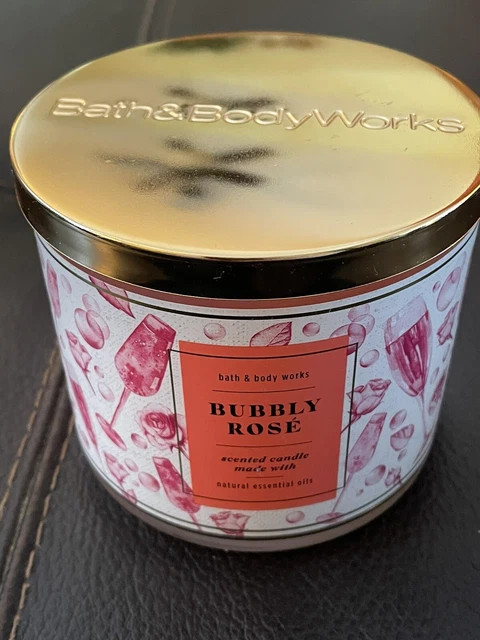 Bath&BodyWorks
bath & body works
BUBBLY
ROSÉ
scented candle
made with
natural essential oils